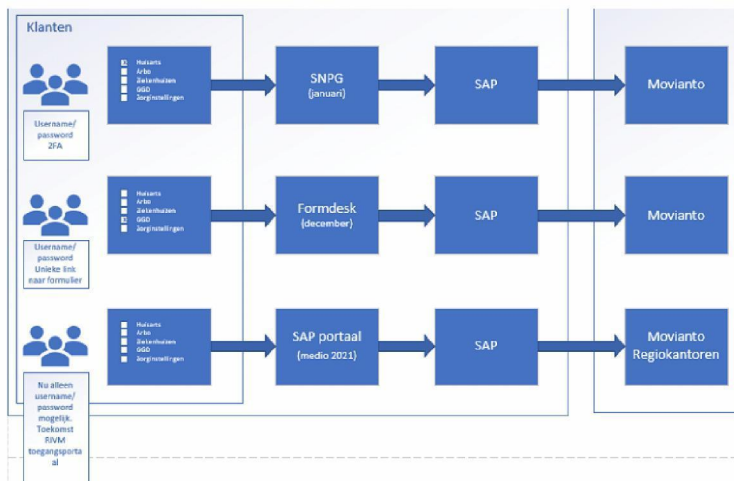 Klanten
Username/
password
2FA
Huisarts
Arbo
Ziekenhuizen
GGD
Zorginstellingen
SNPG
(januari)
SAP
Movianto
Username/
password
Unieke link
naar formulier
Huisarts
Arbo
Ziekenhuizen
GGD
Zorginstellingen
Formdesk
(december)
SAP
Movianto
Nu alleen
username/
password
mogelijk.
Toekomst
RIVM
toegangsporta
al
Huisarts
Arbo
Ziekenhuizen
GGD
Zorginstellingen
SAP portaal
(medio 2021)
SAP
Movianto
Regiokantoren